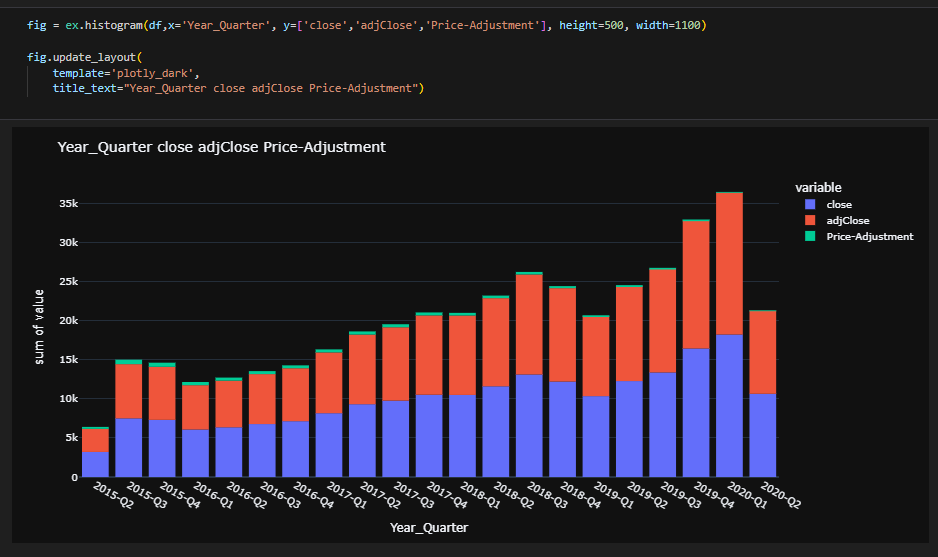 fig = ex.histogram(df,x='Year_Quarter', y=['close','adjClose','Price-Adjustment'], height=500, width=1100)
fig.update_layout(
template='plotly_dark',
title_text="Year_Quarter close adjClose Price-Adjustment")
Year_Quarter close adjClose Price-Adjustment
variable
close
adjClose
Price-Adjustment
35k
30k
25k
20k
15k
10k
5k
0
sum of value
2015-Q2
2015-Q3
2015-Q4
2016-Q1
2016-Q2
2016-Q3
2016-Q4
2017-Q1
2017-Q2
2017-Q3
2017-Q4
2018-Q1
2018-Q2
2018-Q3
2018-Q4
2019-Q1
2019-Q2
2019-Q3
2019-Q4
2020-Q1
2020-Q2
Year_Quarter